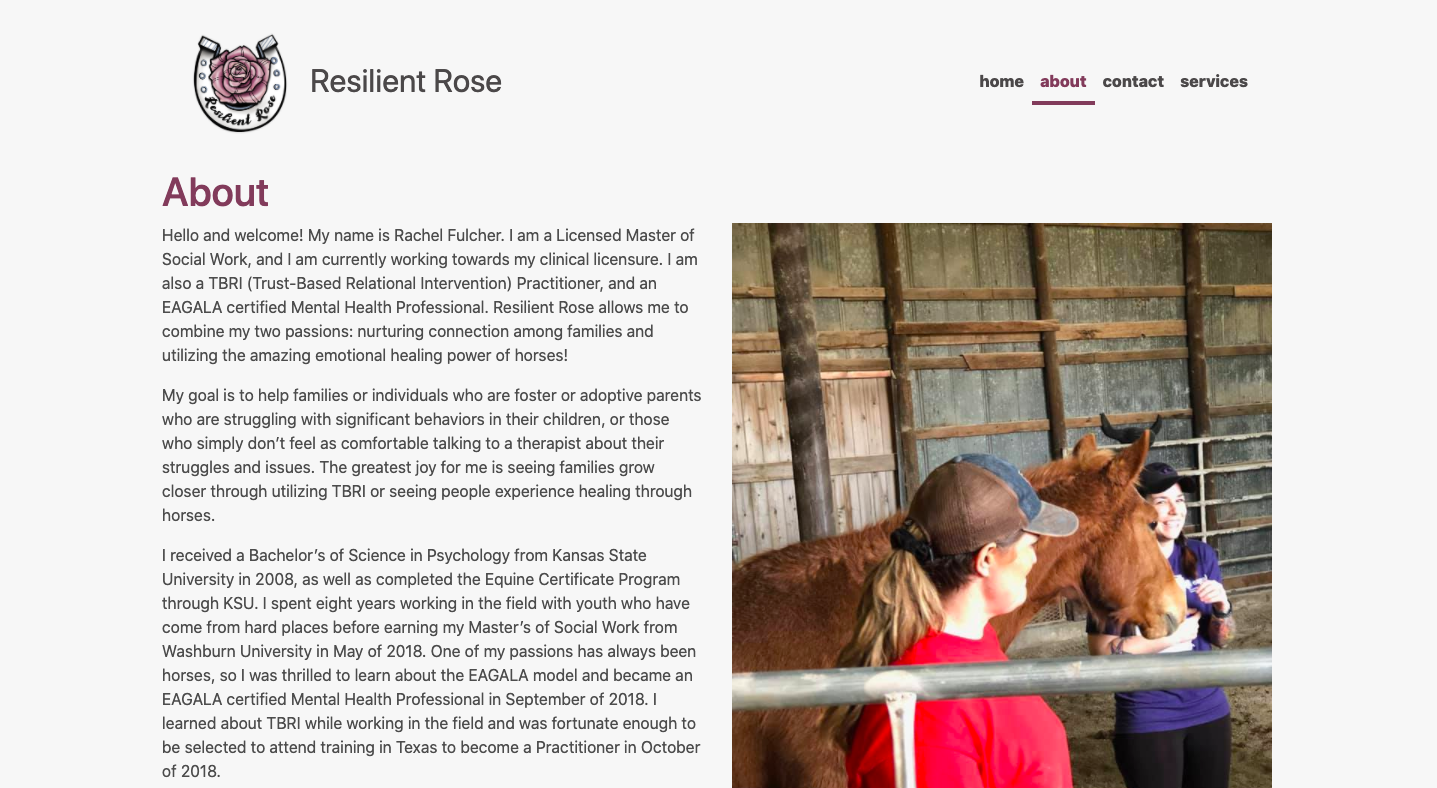 Resilient Rose
Resilient Rose
home about contact services
About
Hello and welcome! My name is Rachel Fulcher. I am a Licensed Master of
Social Work, and I am currently working towards my clinical licensure. I am
also a TBRI (Trust-Based Relational Intervention) Practitioner, and an
EAGALA certified Mental Health Professional. Resilient Rose allows me to
combine my two passions: nurturing connection among families and
utilizing the amazing emotional healing power of horses!
My goal is to help families or individuals who are foster or adoptive parents
who are struggling with significant behaviors in their children, or those
who simply don’t feel as comfortable talking to a therapist about their
struggles and issues. The greatest joy for me is seeing families grow
closer through utilizing TBRI or seeing people experience healing through
horses.
I received a Bachelor’s of Science in Psychology from Kansas State
University in 2008, as well as completed the Equine Certificate Program
through KSU. I spent eight years working in the field with youth who have
come from hard places before earning my Master’s of Social Work from
Washburn University in May of 2018. One of my passions has always been
horses, so I was thrilled to learn about the EAGALA model and became an
EAGALA certified Mental Health Professional in September of 2018. I
learned about TBRI while working in the field and was fortunate enough to
be selected to attend training in Texas to become a Practitioner in October
of 2018.